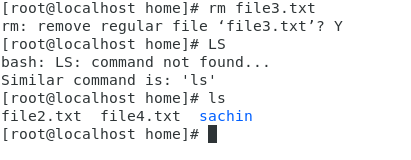 [root@localhost home]# rm file3.txt
rm: remove regular file ‘file3.txt’? Y
[root@localhost home]# LS
bash: LS: command not found...
Similar command is: 'ls'
[root@localhost home]# ls
file2.txt  file4.txt  sachin
[root@localhost home]#